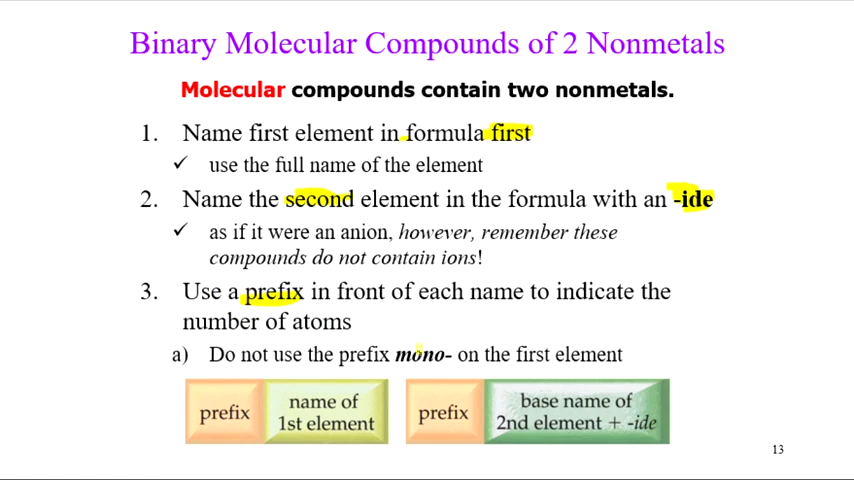 Binary Molecular Compounds of 2 Nonmetals
Molecular compounds contain two nonmetals.
1. Name first element in formula first
✓ use the full name of the element
2. Name the second element in the formula with an -ide
✓ as if it were an anion, however, remember these
compounds do not contain ions!
3. Use a prefix in front of each name to indicate the
number of atoms
a) Do not use the prefix mono- on the first element
prefix
name of
1st element
prefix
base name of
2nd element + -ide
13